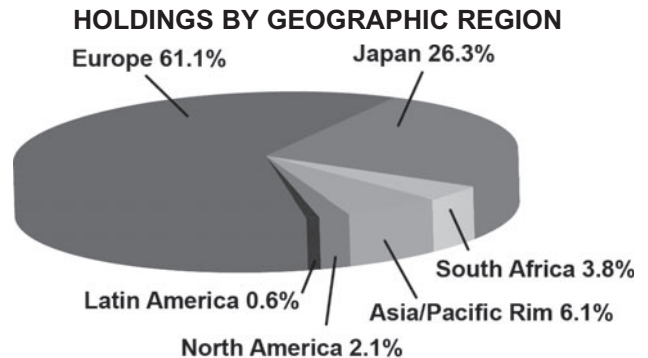 HOLDINGS BY GEOGRAPHIC REGION
Europe 61.1%
Japan 26.3%
South Africa 3.8%
Latin America 0.6%
Asia/Pacific Rim 6.1%
North America 2.1%